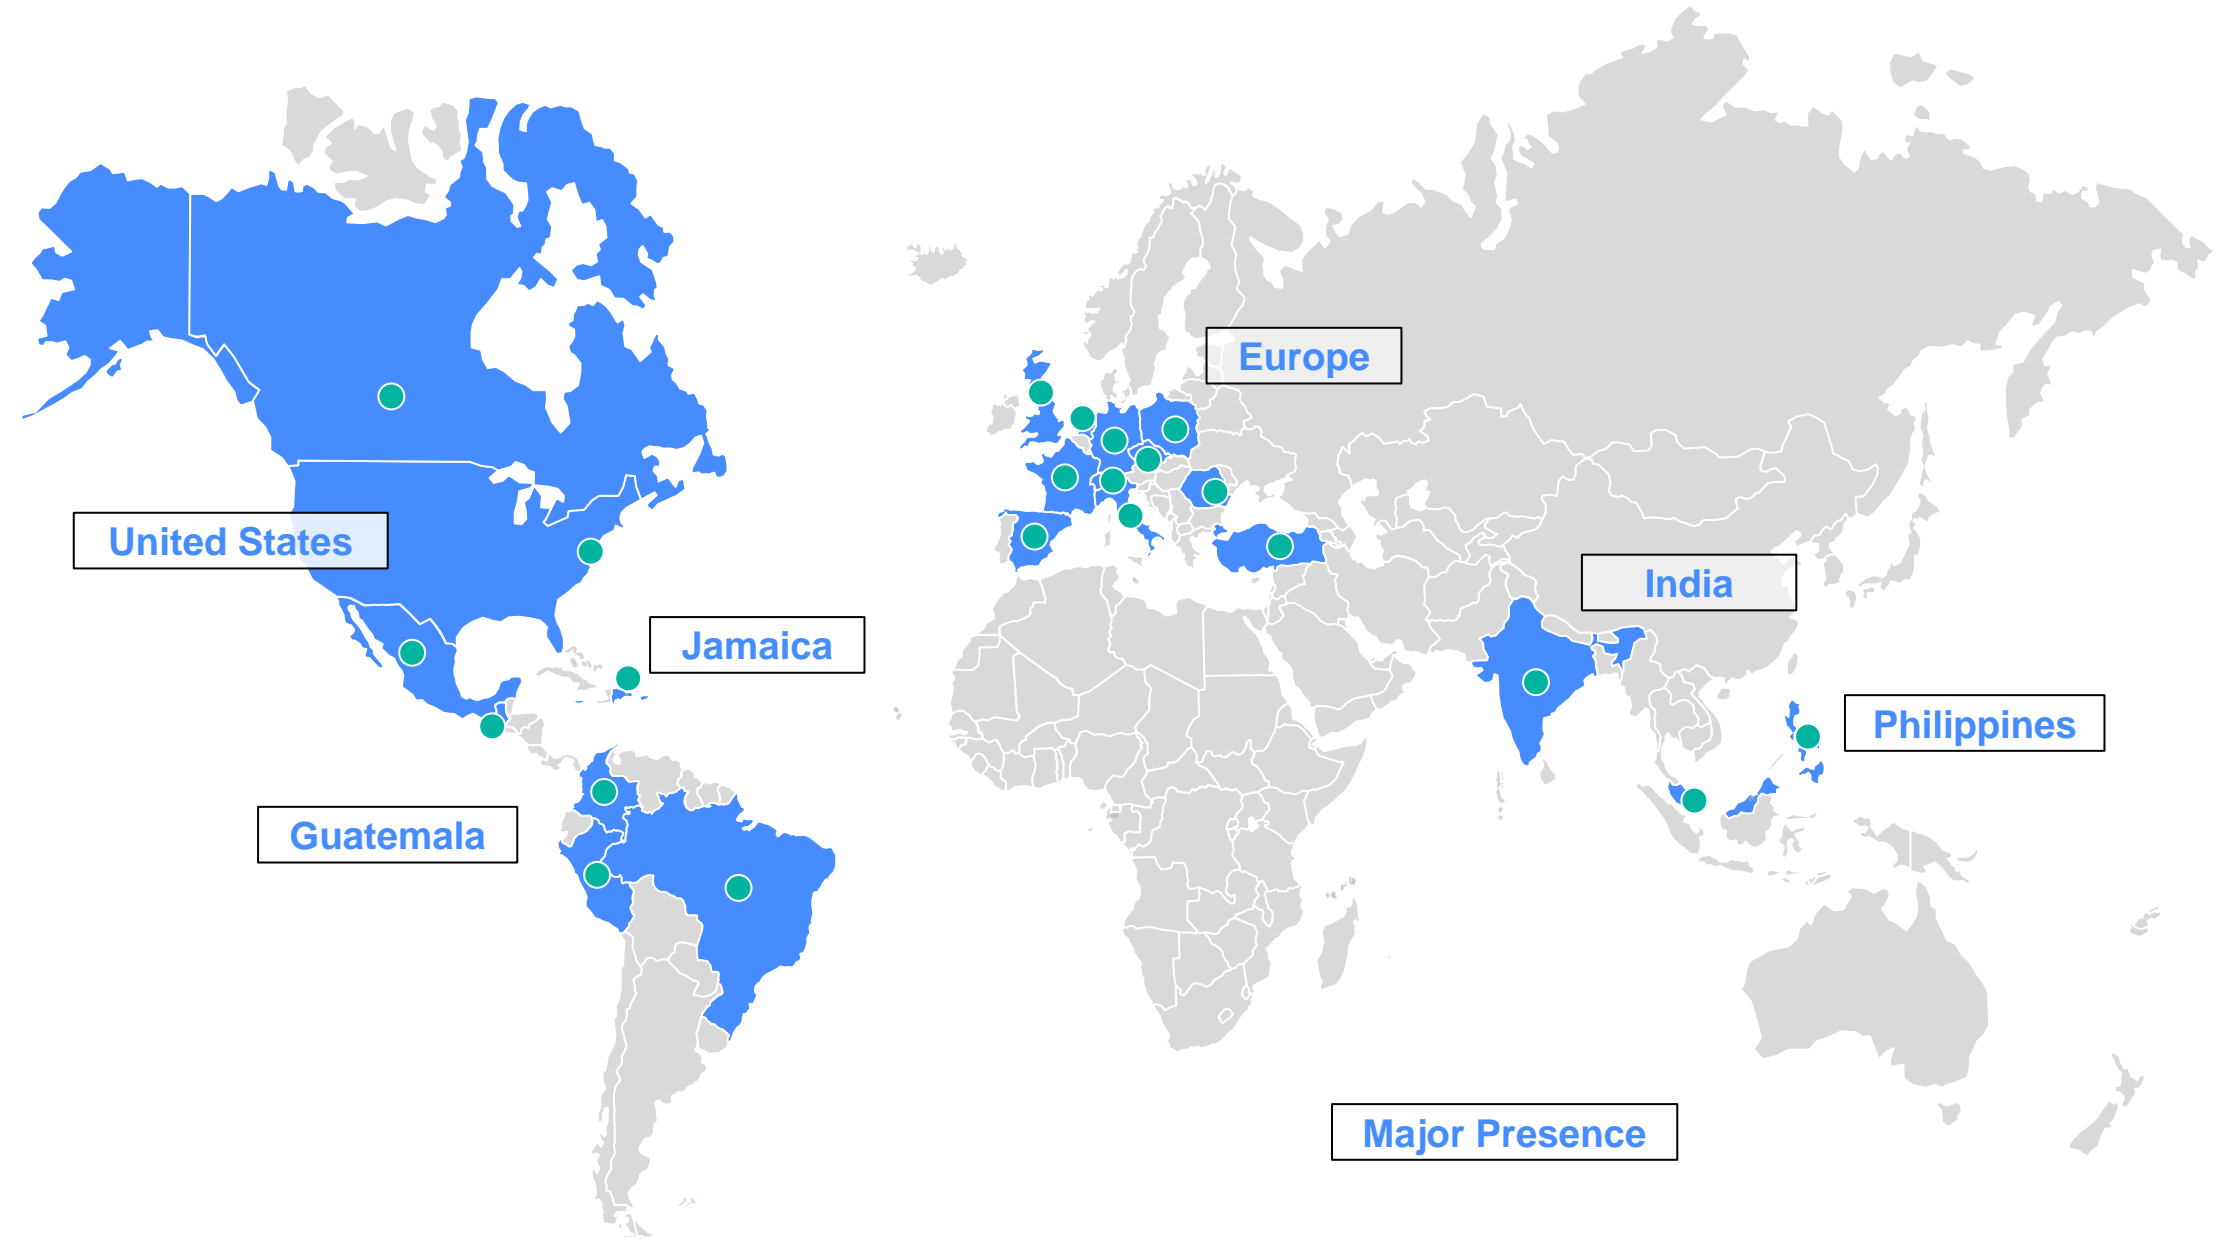 Europe
United States
India
Jamaica
Philippines
Guatemala
Major Presence